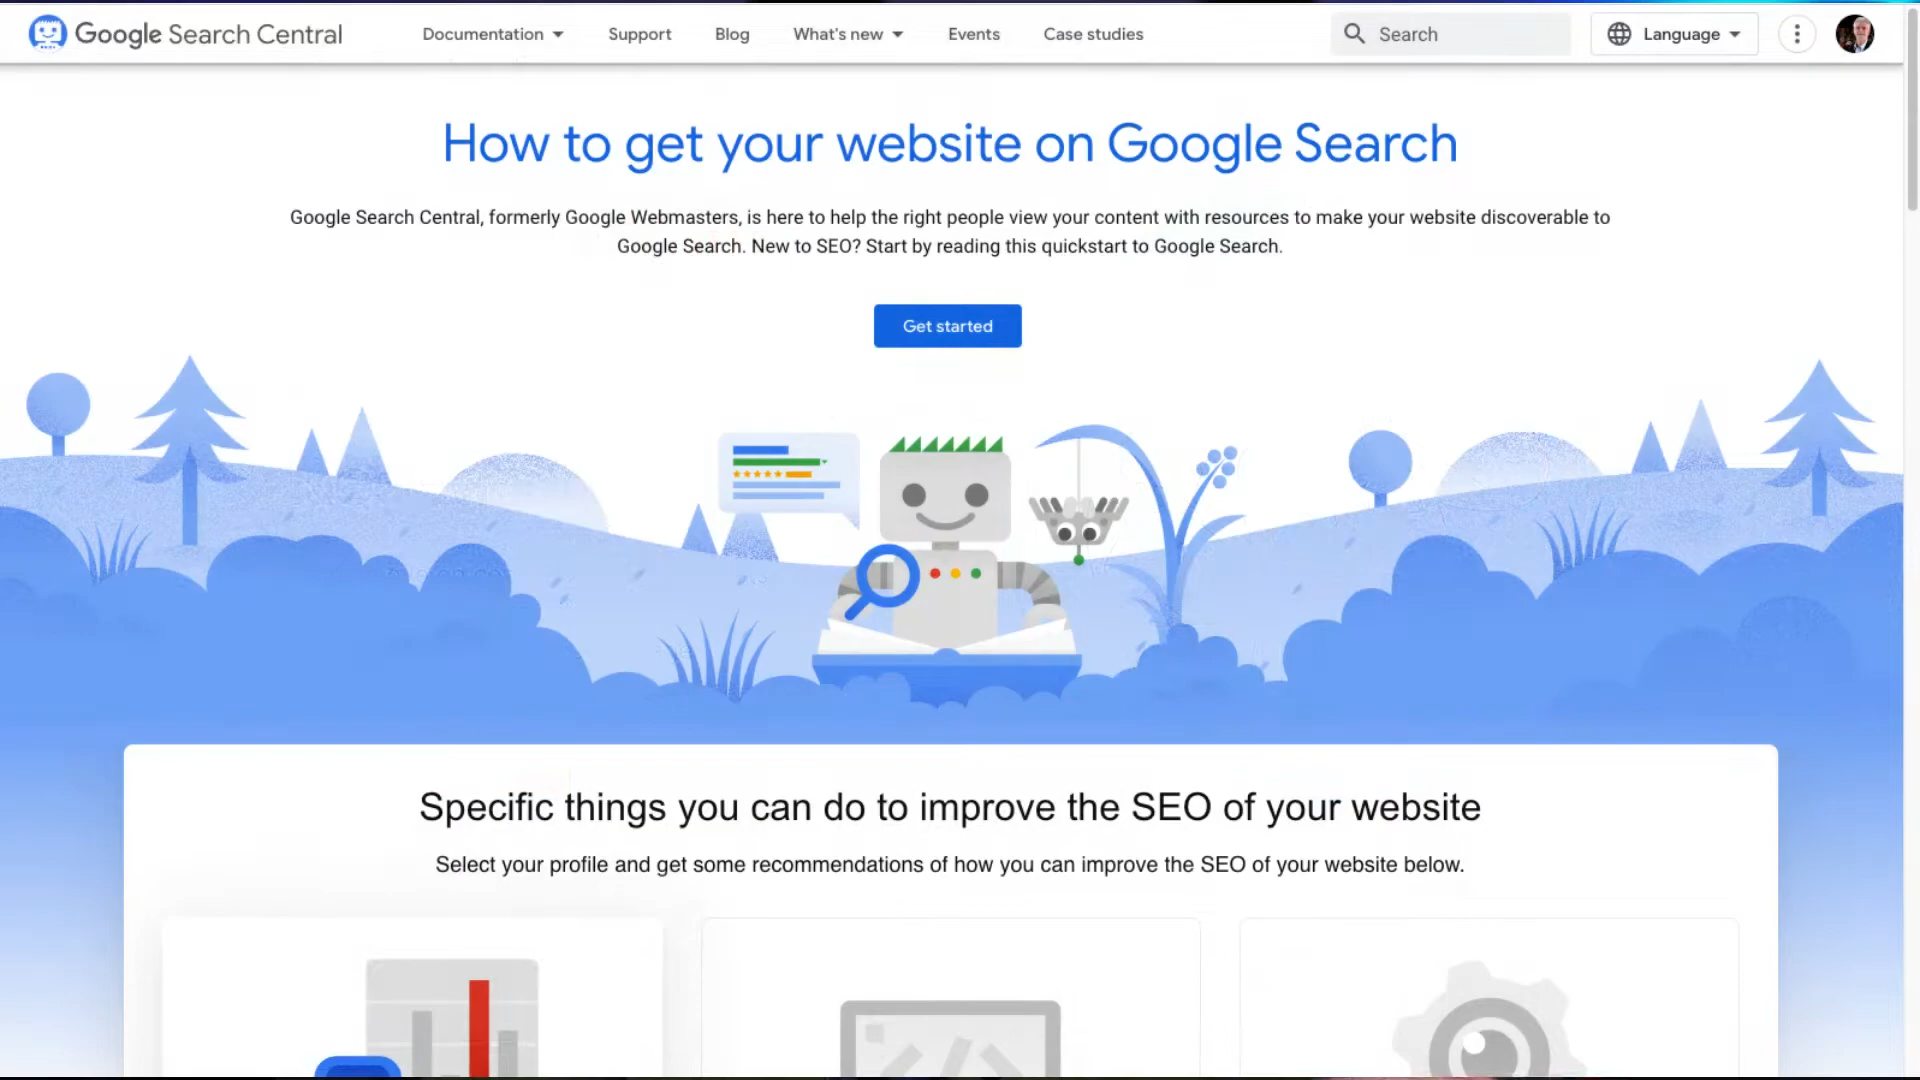 Google Search Central
Documentation
Support
Blog
What's new
Events
Case studies
Search
Language
How to get your website on Google Search
Google Search Central, formerly Google Webmasters, is here to help the right people view your content with resources to make your website discoverable to
Google Search. New to SEO? Start by reading this quickstart to Google Search.
Get started
Specific things you can do to improve the SEO of your website
Select your profile and get some recommendations of how you can improve the SEO of your website below.